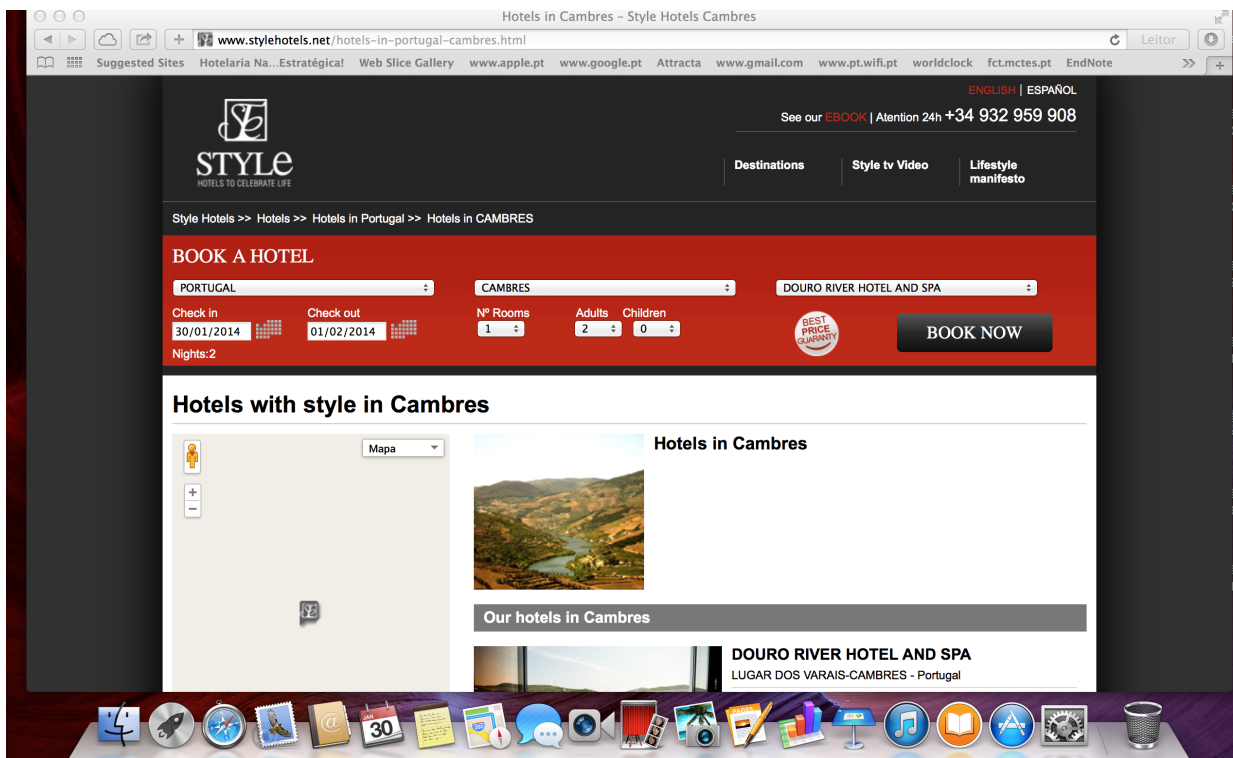 Hotels in Cambres – Style Hotels Cambres
www.stylehotels.net/hotels-in-portugal-cambres.html
Leitor
Suggested Sites Hotelaria Na...Estratégica! Web Slice Gallery www.apple.pt www.google.pt Attracta www.gmail.com www.pt.wifi.pt worldclock fct.mctes.pt EndNote
ENGLISH | ESPAÑOL
See our EBOOK | Atention 24h +34 932 959 908
STYLe
HOTELS TO CELEBRATE LIFE
Destinations Style tv Video Lifestyle manifesto
Style Hotels >> Hotels >> Hotels in Portugal >> Hotels in CAMBRES
BOOK A HOTEL
PORTUGAL CAMBRES DOURO RIVER HOTEL AND SPA
Check in Check out Nº Rooms Adults Children
30/01/2014 01/02/2014 1 2 0
BEST PRICE GUARANTY
BOOK NOW
Nights:2
Hotels with style in Cambres
Mapa
Hotels in Cambres
Our hotels in Cambres
DOURO RIVER HOTEL AND SPA
LUGAR DOS VARAIS-CAMBRES - Portugal
JAN
30
PAGES